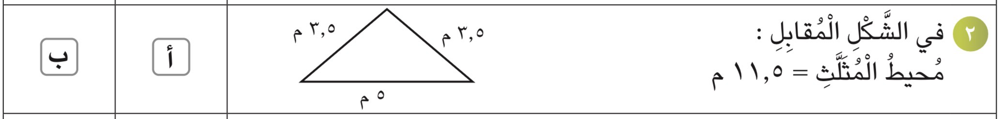 ٢
في الشَّكْلِ الْمُقابِلِ :
مُحيطُ الْمُثَلَّثِ = ١١,٥ م
٣,٥ م
٣,٥ م
٥ م
أ
ب